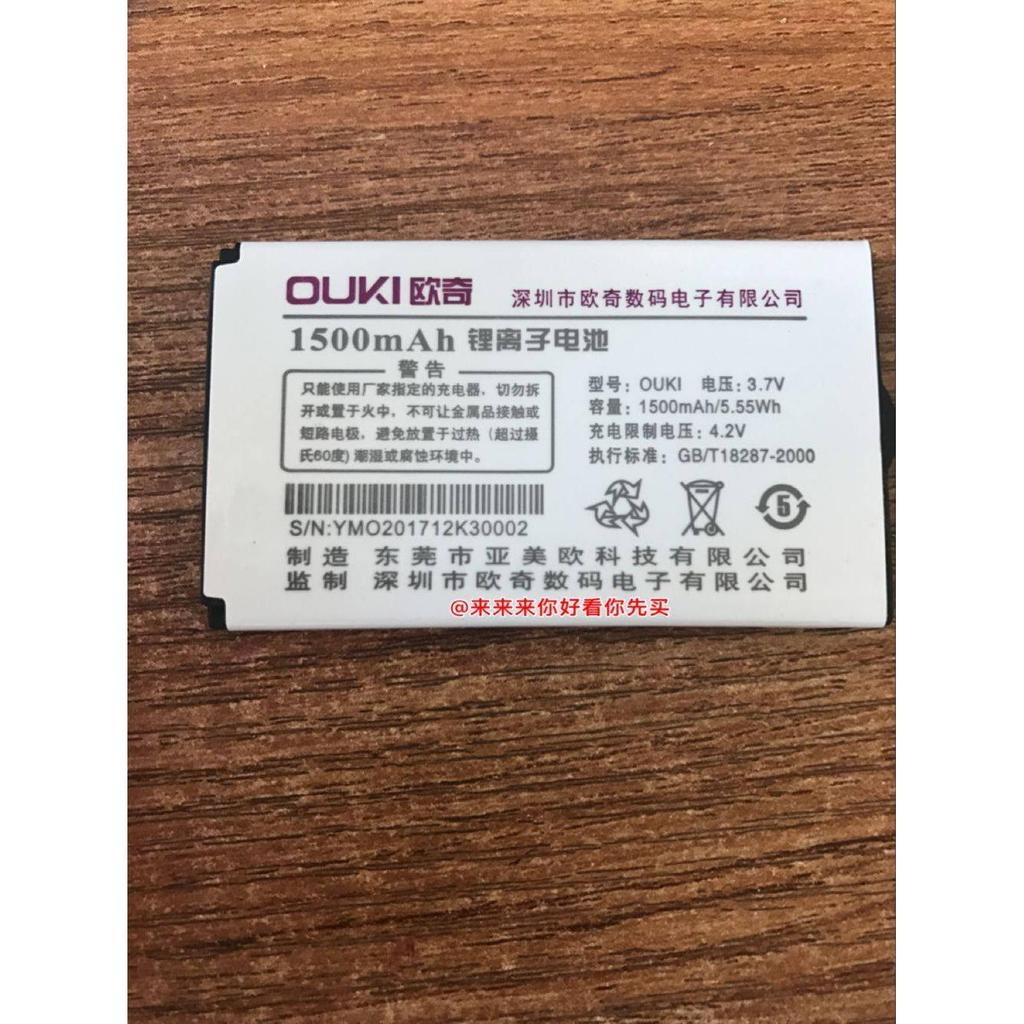 OUKI 欧奇 深圳市欧奇数码电子有限公司
1500mAh 锂离子电池
警告
只能使用厂家指定的充电器，切勿拆
开或置于火中，不可让金属品接触或
短路电极，避免放置于过热（超过摄
氏60度）潮湿或腐蚀环境中。
型号：OUKI 电压：3.7V
容量：1500mAh/5.55Wh
充电限制电压：4.2V
执行标准：GB/T18287-2000
5
S/N:YMO201712K30002
制造 东莞市亚美欧科技有限公司
监制 深圳市欧奇数码电子有限公司
@来来来你好看你先买